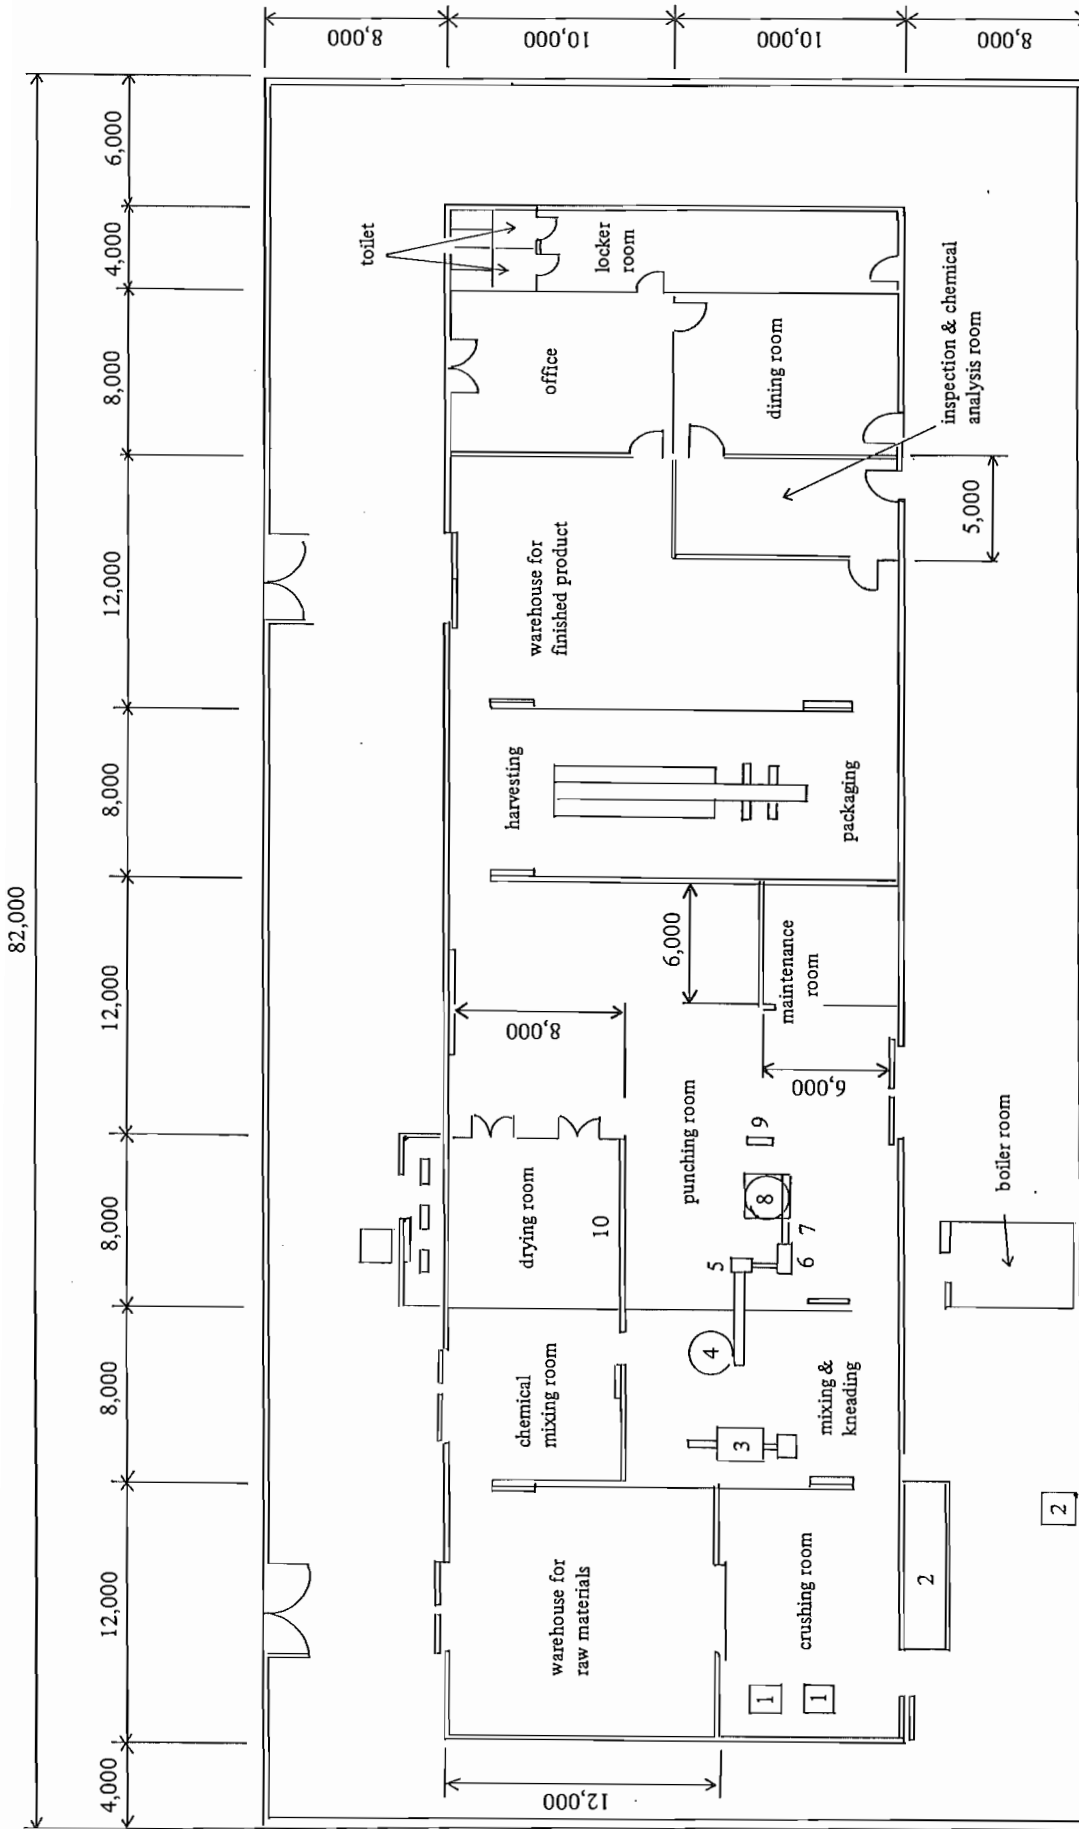 82,000
4,000
12,000
8,000
8,000
12,000
8,000
12,000
8,000
4,000
6,000
8,000
10,000
10,000
8,000
toilet
locker
room
office
dining room
inspection & chemical
analysis room
5,000
warehouse for
finished product
harvesting
packaging
6,000
maintenance
room
8,000
6,000
punching room
9
8
7
6
5
drying room
10
boiler room
chemical
mixing room
4
3
mixing &
kneading
warehouse for
raw materials
crushing room
1
1
2
2
12,000